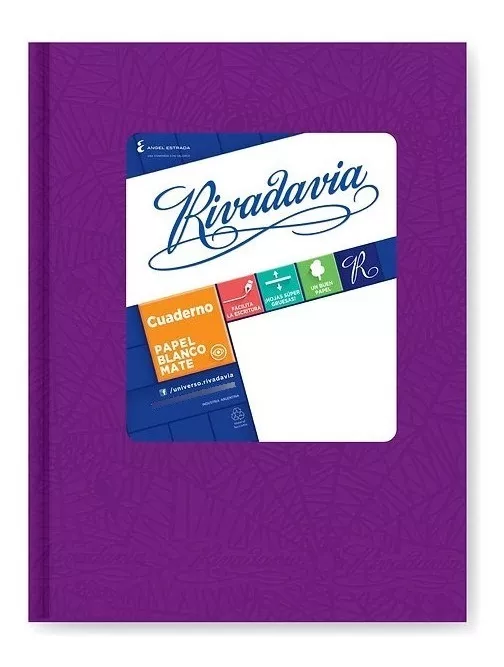 ANGEL ESTRADA
Rivadavia
FACILITA
LA ESCRITURA
¡HOJAS SÚPER
GRUESAS!
UN BUEN
PAPEL
R
Cuaderno
PAPEL
BLANCO
MATE
/universo.rivadavia
INDUSTRIA ARGENTINA